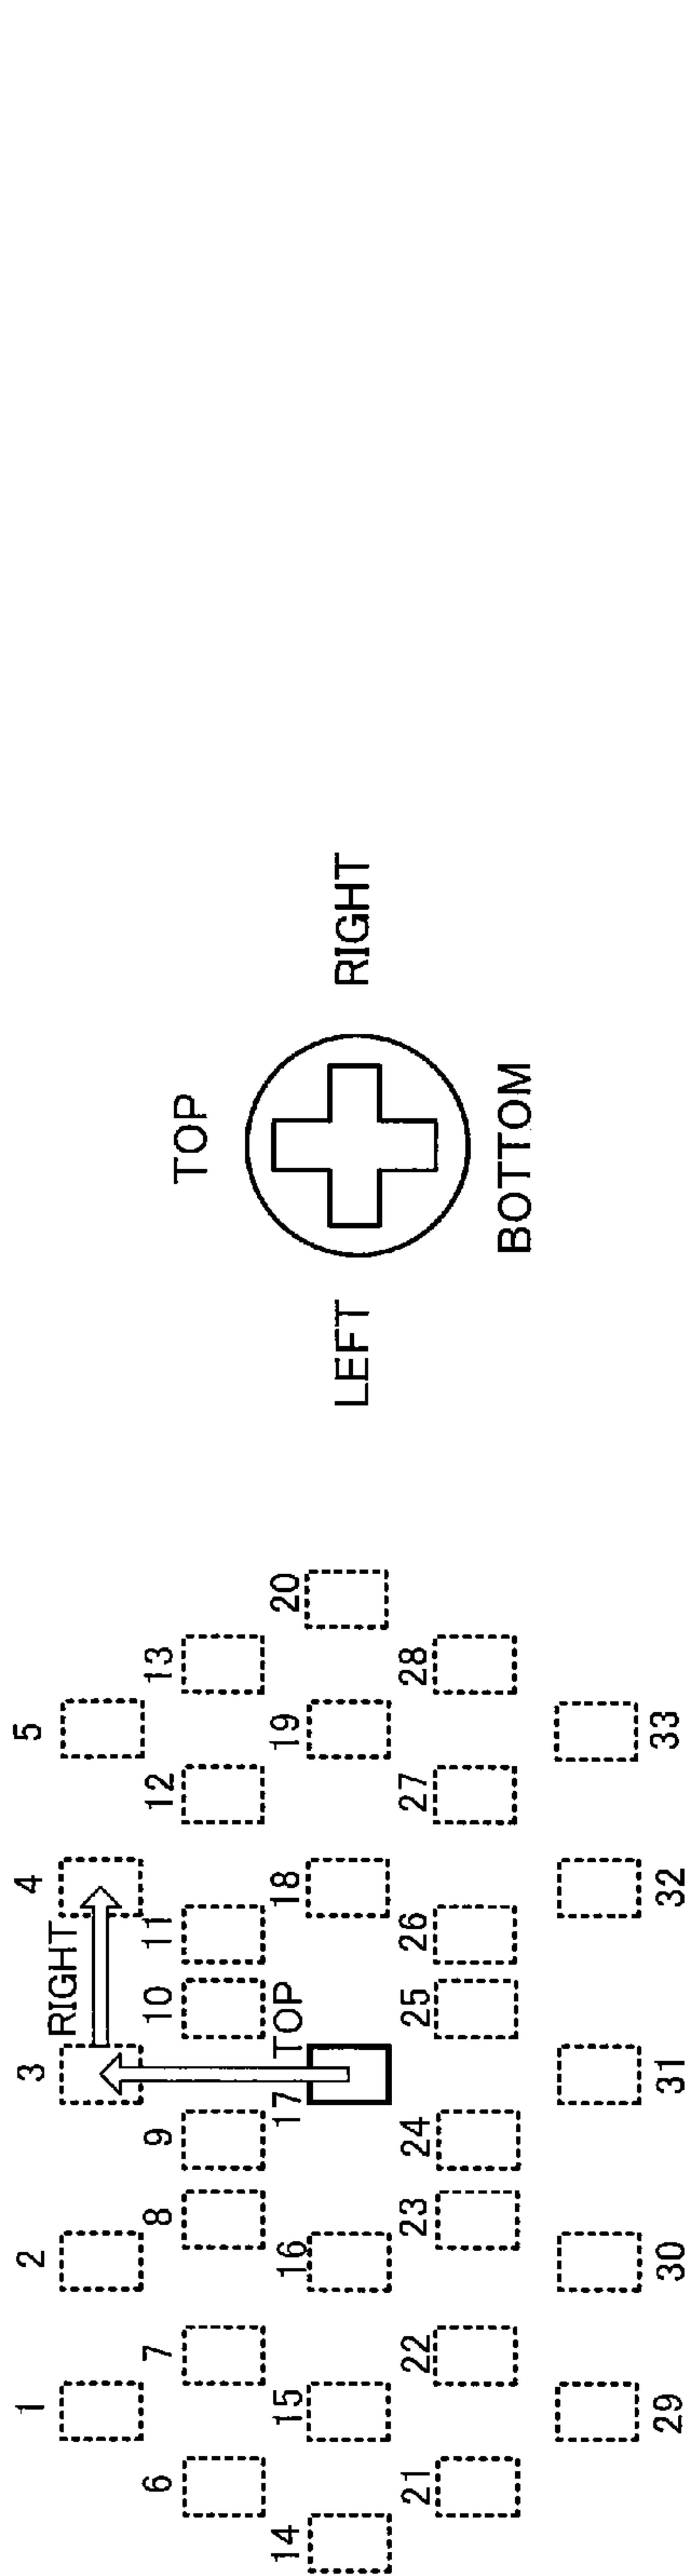 1 2 3 4 5
RIGHT
6 7 8 9 10 11 12 13
TOP
14 15 16 17 18 19 20
21 22 23 24 25 26 27 28
29 30 31 32 33
TOP
LEFT RIGHT
BOTTOM